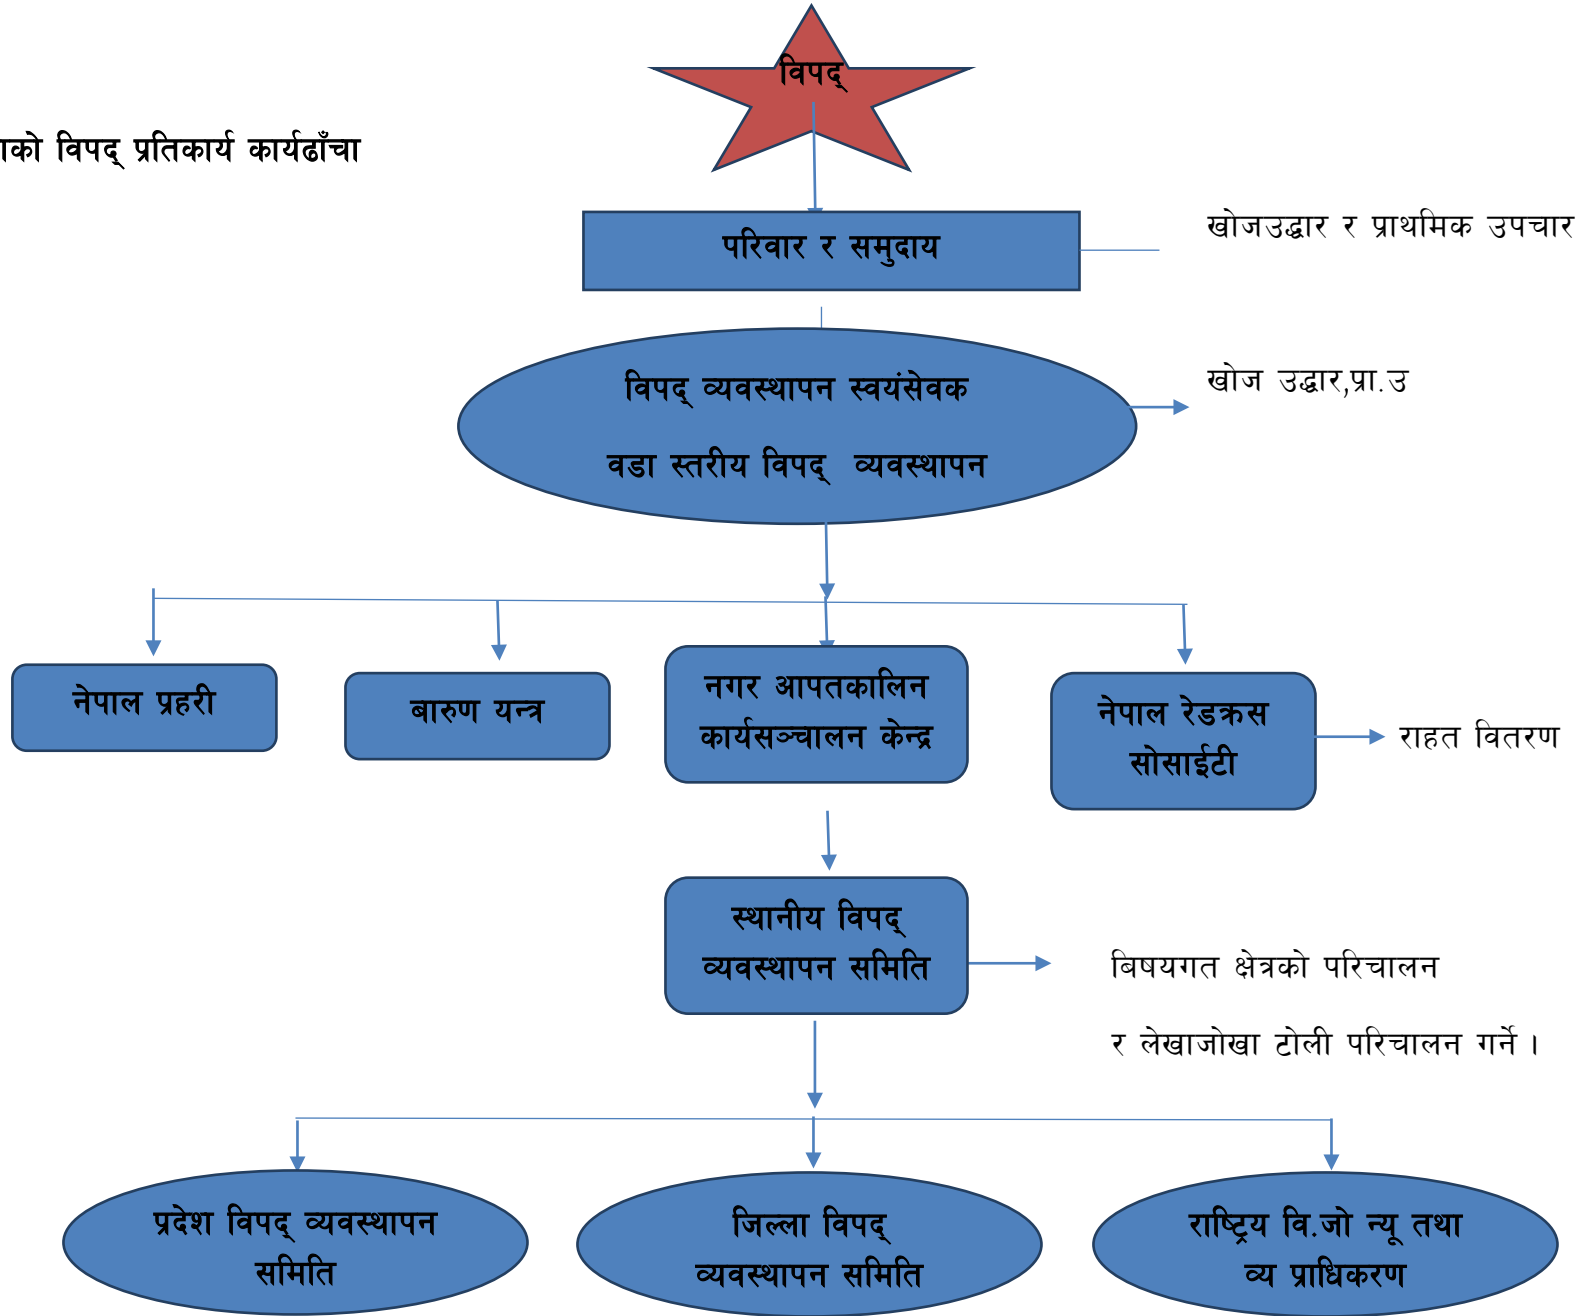 विपद्
को विपद् प्रतिकार्य कार्यढाँचा
खोजउद्धार र प्राथमिक उपचार
परिवार र समुदाय
विपद् व्यवस्थापन स्वयंसेवक
खोज उद्धार,प्रा.उ
वडा स्तरीय विपद् व्यवस्थापन
नेपाल प्रहरी
बारुण यन्त्र
नगर आपतकालिन
कार्यसञ्चालन केन्द्र
नेपाल रेडक्रस
सोसाईटी
राहत वितरण
स्थानीय विपद्
व्यवस्थापन समिति
बिषयगत क्षेत्रको परिचालन
र लेखाजोखा टोली परिचालन गर्ने ।
प्रदेश विपद् व्यवस्थापन
समिति
जिल्ला विपद्
व्यवस्थापन समिति
राष्ट्रिय वि.जो न्यू तथा
व्य प्राधिकरण